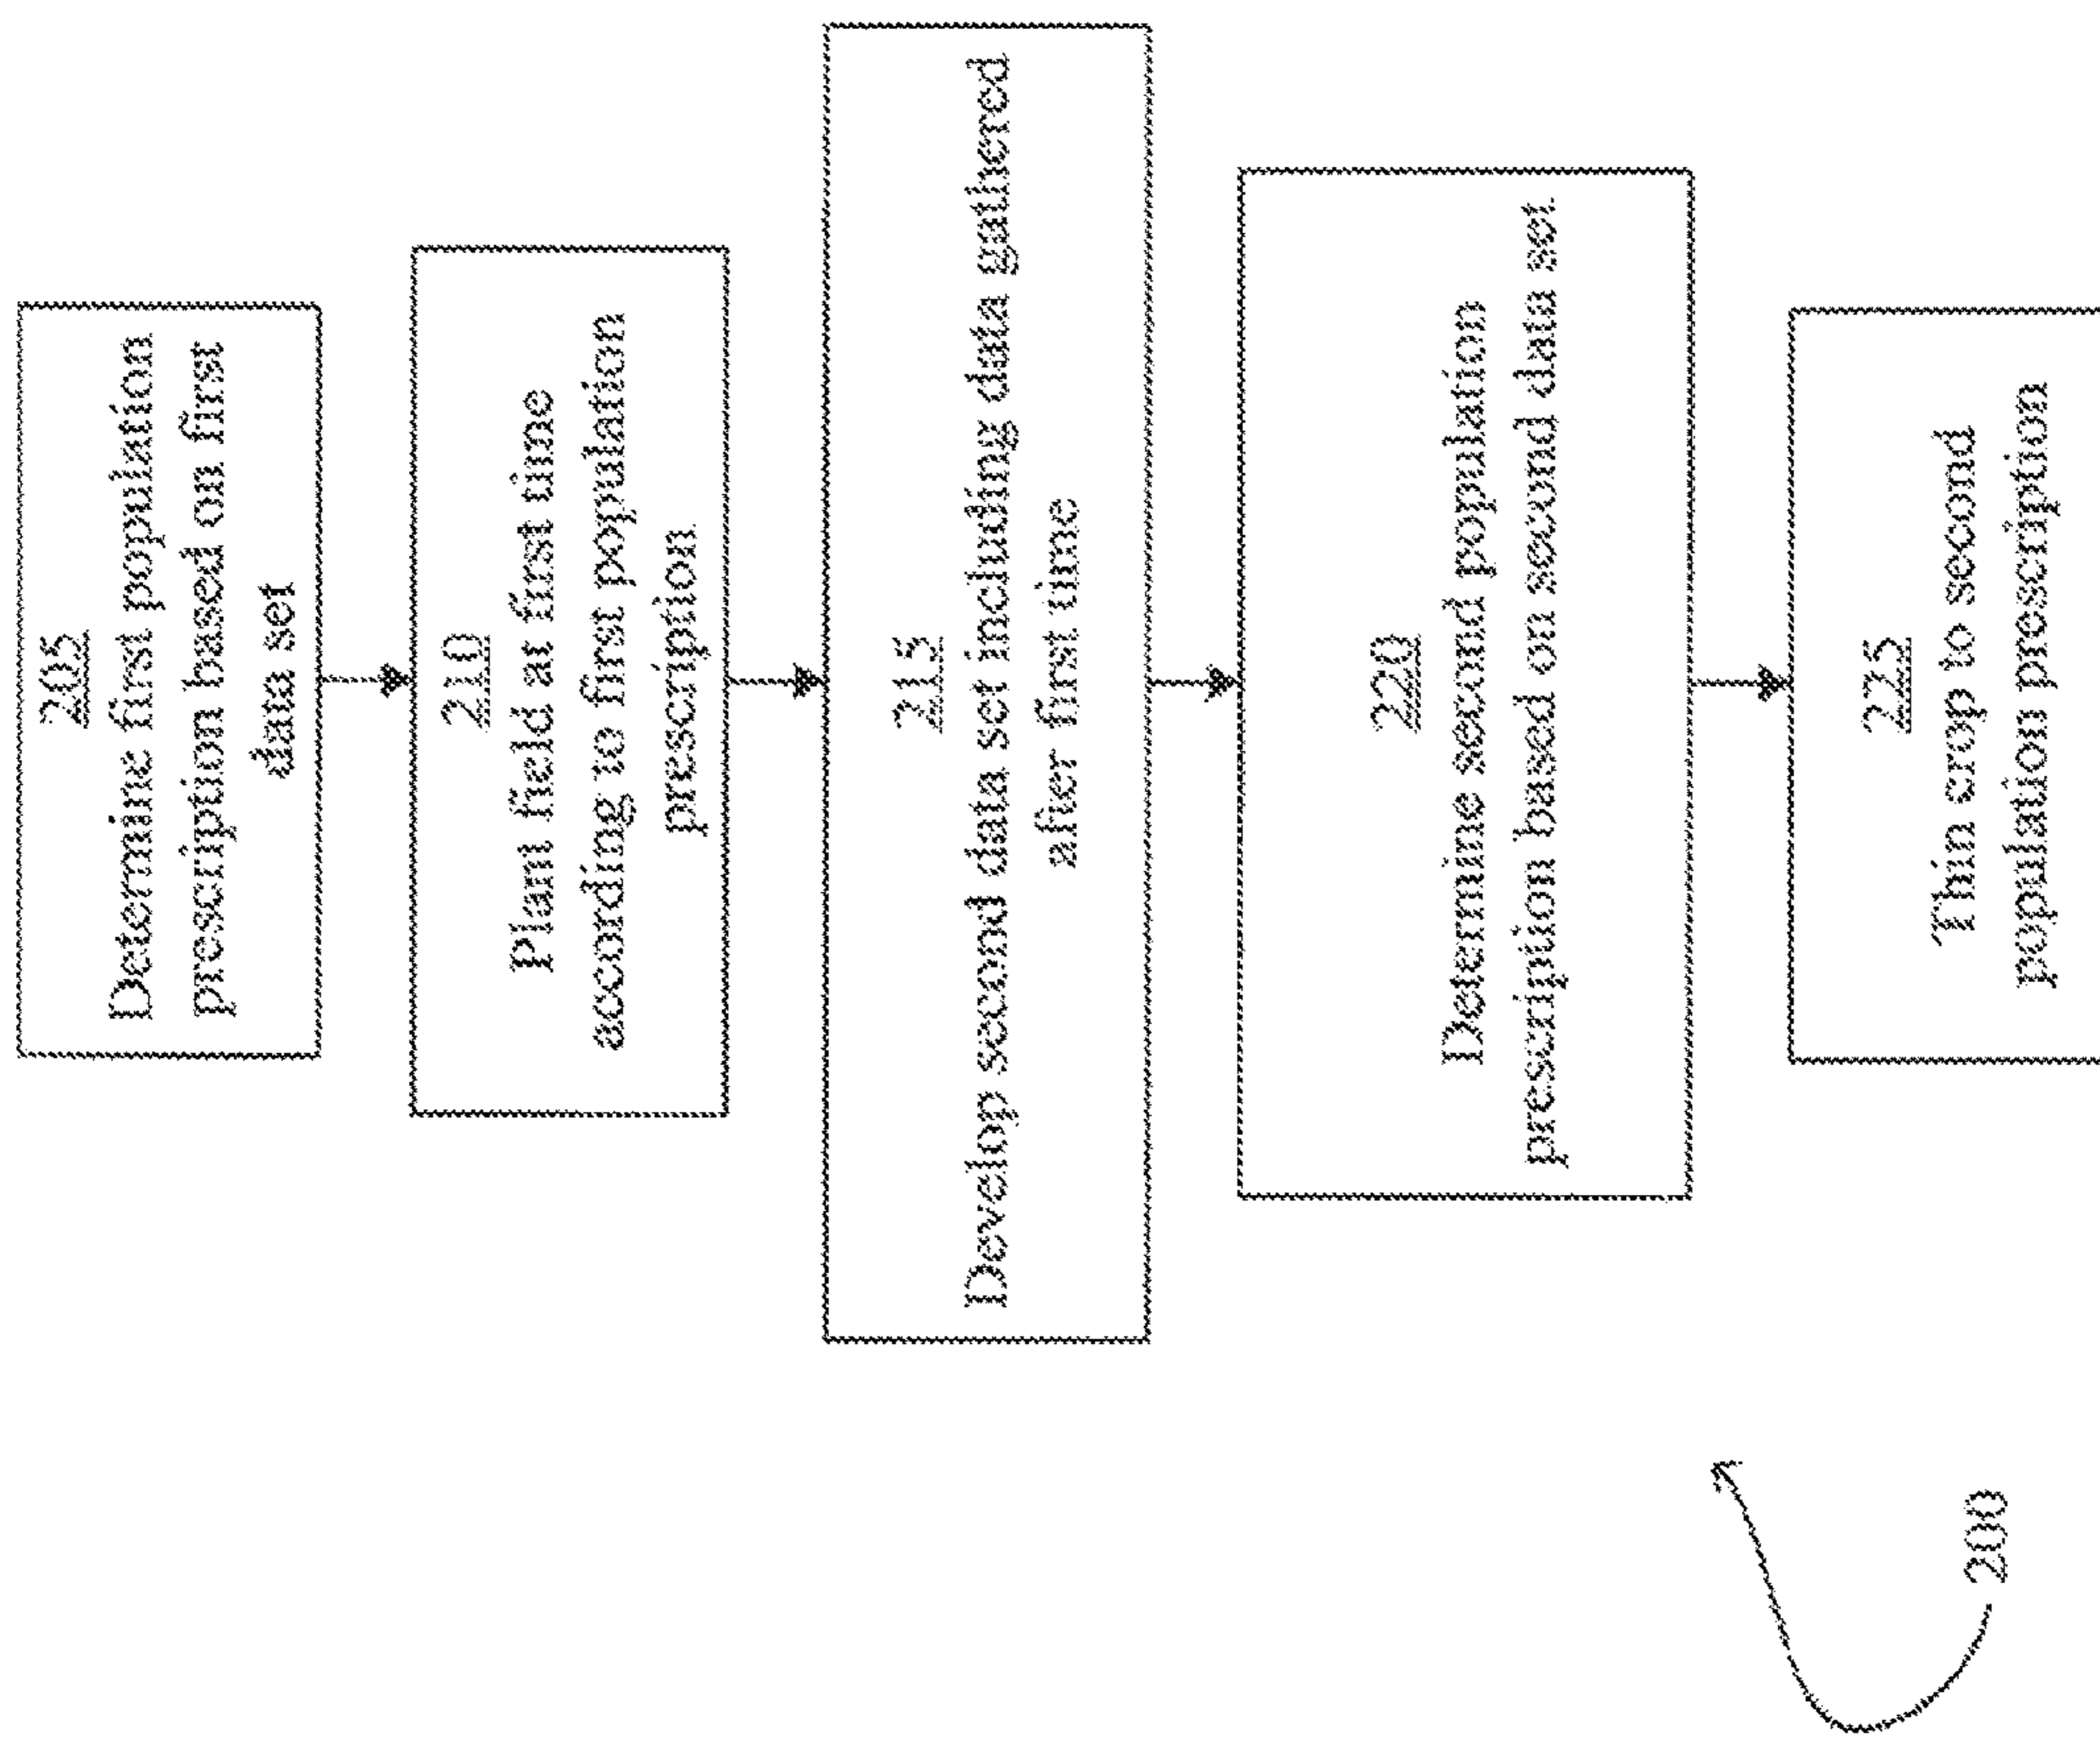 205
Determine first population
prescription based on first
data set
210
Plant field at first time
according to first population
prescription
215
Develop second data set including data gathered
after first time
220
Determine second population
prescription based on second data set
225
Thin crop to second
population prescription
200